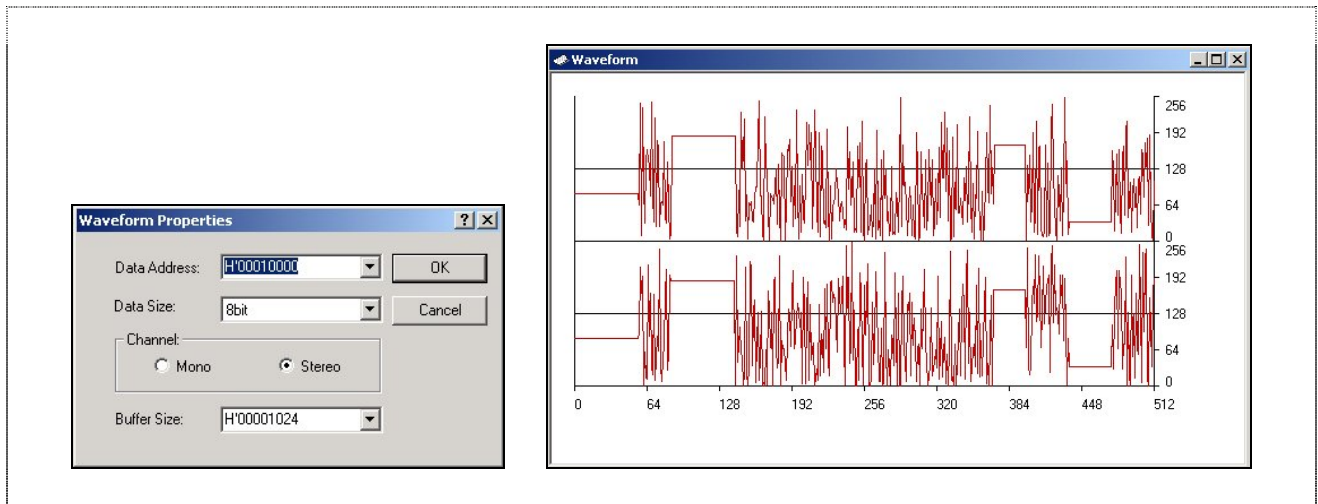 Waveform Properties
Data Address: H'00010000 OK
Data Size: 8bit Cancel
Channel:
Mono Stereo
Buffer Size: H'00001024
Waveform
256
192
128
64
0
256
192
128
64
0
0 64 128 192 256 320 384 448 512